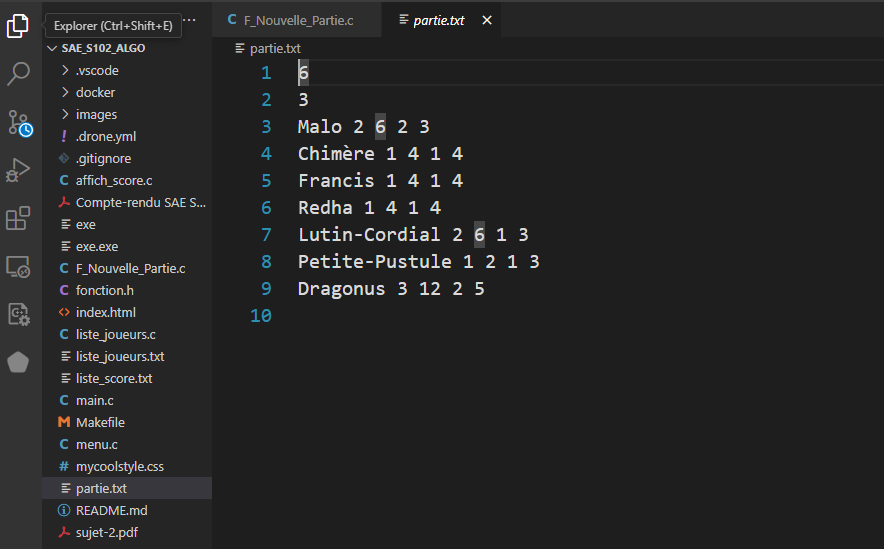 Explorer (Ctrl+Shift+E)
...
SAE_S102_ALGO
.vscode
docker
images
! .drone.yml
.gitignore
C affich_score.c
Compte-rendu SAE S...
exe
exe.exe
C F_Nouvelle_Partie.c
C fonction.h
<> index.html
C liste_joueurs.c
liste_joueurs.txt
liste_score.txt
C main.c
M Makefile
C menu.c
# mycoolstyle.css
partie.txt
README.md
sujet-2.pdf
C F_Nouvelle_Partie.c
partie.txt
partie.txt
1 6
2 3
3 Malo 2 6 2 3
4 Chimère 1 4 1 4
5 Francis 1 4 1 4
6 Redha 1 4 1 4
7 Lutin-Cordial 2 6 1 3
8 Petite-Pustule 1 2 1 3
9 Dragonus 3 12 2 5
10